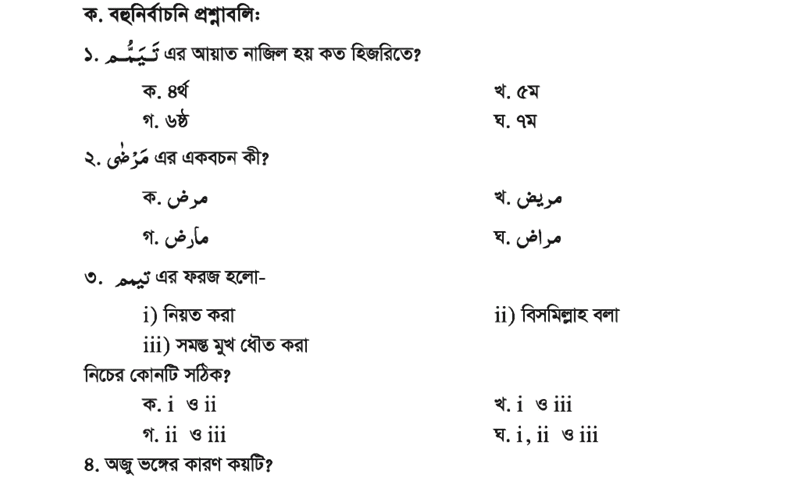 ক. বহুনির্বাচনি প্রশ্নাবলি:
১. تَيَمُّم এর আয়াত নাজিল হয় কত হিজরিতে?
ক. ৪র্থ খ. ৫ম
গ. ৬ষ্ঠ ঘ. ৭ম
২. مَرْضٰى এর একবচন কী?
ক. مرض খ. مريض
গ. مارض ঘ. مراض
৩. تيمم এর ফরজ হলো-
i) নিয়ত করা ii) বিসমিল্লাহ বলা
iii) সমস্ত মুখ ধৌত করা
নিচের কোনটি সঠিক?
ক. i ও ii খ. i ও iii
গ. ii ও iii ঘ. i, ii ও iii
৪. অজু ভঙ্গের কারণ কয়টি?